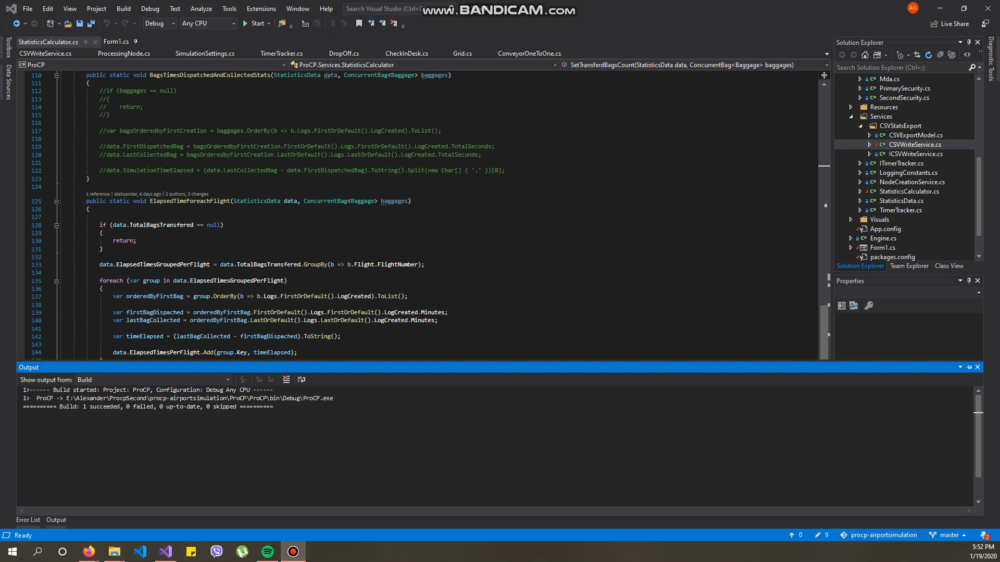 File Edit View Project Build Debug Test Analyze Tools Extensions Window Help
Search Visual Studio (Ctrl+Q)
www.BANDICAM.com
AG
Debug Any CPU Start
Live Share
StatisticsCalculator.cs Form1.cs
CSVWriteService.cs ProcessingNode.cs SimulationSettings.cs TimerTracker.cs DropOff.cs CheckInDesk.cs Grid.cs ConveyorOneToOne.cs
ProCP ProCP.Services.StatisticsCalculator SetTransferdBagsCount(StatisticsData data, ConcurrentBag<Baggage> baggages)
Toolbox
Data Sources
110 public static void BagsTimesDispatchedAndCollectedStats(StatisticsData data, ConcurrentBag<Baggage> baggages)
111 {
112 //if (baggages == null)
113 //{
114 //    return;
115 //}
116
117 //var bagsOrderedbyFirstCreation = baggages.OrderBy(b => b.Logs.FirstOrDefault().LogCreated).ToList();
118
119 //data.FirstDispatchedBag = bagsOrderedbyFirstCreation.FirstOrDefault().Logs.FirstOrDefault().LogCreated.TotalSeconds;
120 //data.LastCollectedBag = bagsOrderedbyFirstCreation.LastOrDefault().Logs.LastOrDefault().LogCreated.TotalSeconds;
121
122 //data.SimulationTimeElapsed = (data.LastCollectedBag - data.FirstDispatchedBag).ToString().Split(new Char[] { '.' })[0];
123 }
124
1 reference | Aleksandar, 4 days ago | 2 authors, 3 changes
125 public static void ElapsedTimeForeachFlight(StatisticsData data, ConcurrentBag<Baggage> baggages)
126 {
127
128 if (data.TotalBagsTransfered == null)
129 {
130 return;
131 }
132
133 data.ElapsedTimesGroupedPerFlight = data.TotalBagsTransfered.GroupBy(b => b.Flight.FlightNumber);
134
135 foreach (var group in data.ElapsedTimesGroupedPerFlight)
136 {
137 var orderedByFirstBag = group.OrderBy(b => b.Logs.FirstOrDefault().LogCreated).ToList();
138
139 var firstBagDispached = orderedByFirstBag.FirstOrDefault().Logs.FirstOrDefault().LogCreated.Minutes;
140 var lastBagCollected = orderedByFirstBag.LastOrDefault().Logs.LastOrDefault().LogCreated.Minutes;
141
142 var timeElapsed = (lastBagCollected - firstBagDispached).ToString();
143
144 data.ElapsedTimesPerFlight.Add(group.Key, timeElapsed);
Solution Explorer
Search Solution Explorer (Ctrl+;)
Mda.cs
PrimarySecurity.cs
SecondSecurity.cs
Resources
Services
CSVStatsExport
CSVExportModel.cs
CSVWriteService.cs
ICSVWriteService.cs
ITimerTracker.cs
LoggingConstants.cs
NodeCreationService.cs
StatisticsCalculator.cs
StatisticsData.cs
TimerTracker.cs
Visuals
App.config
Engine.cs
Form1.cs
packages.config
Solution Explorer Team Explorer Class View
Properties
Diagnostic Tools
Output
Show output from: Build
1>------ Build started: Project: ProCP, Configuration: Debug Any CPU ------
1>  ProCP -> E:\Alexander\ProcpSecond\procp-airportsimulation\ProCP\ProCP\bin\Debug\ProCP.exe
========== Build: 1 succeeded, 0 failed, 0 up-to-date, 0 skipped ==========
Error List Output
Ready
0 9 procp-airportsimulation master 2
5:52 PM
1/19/2020